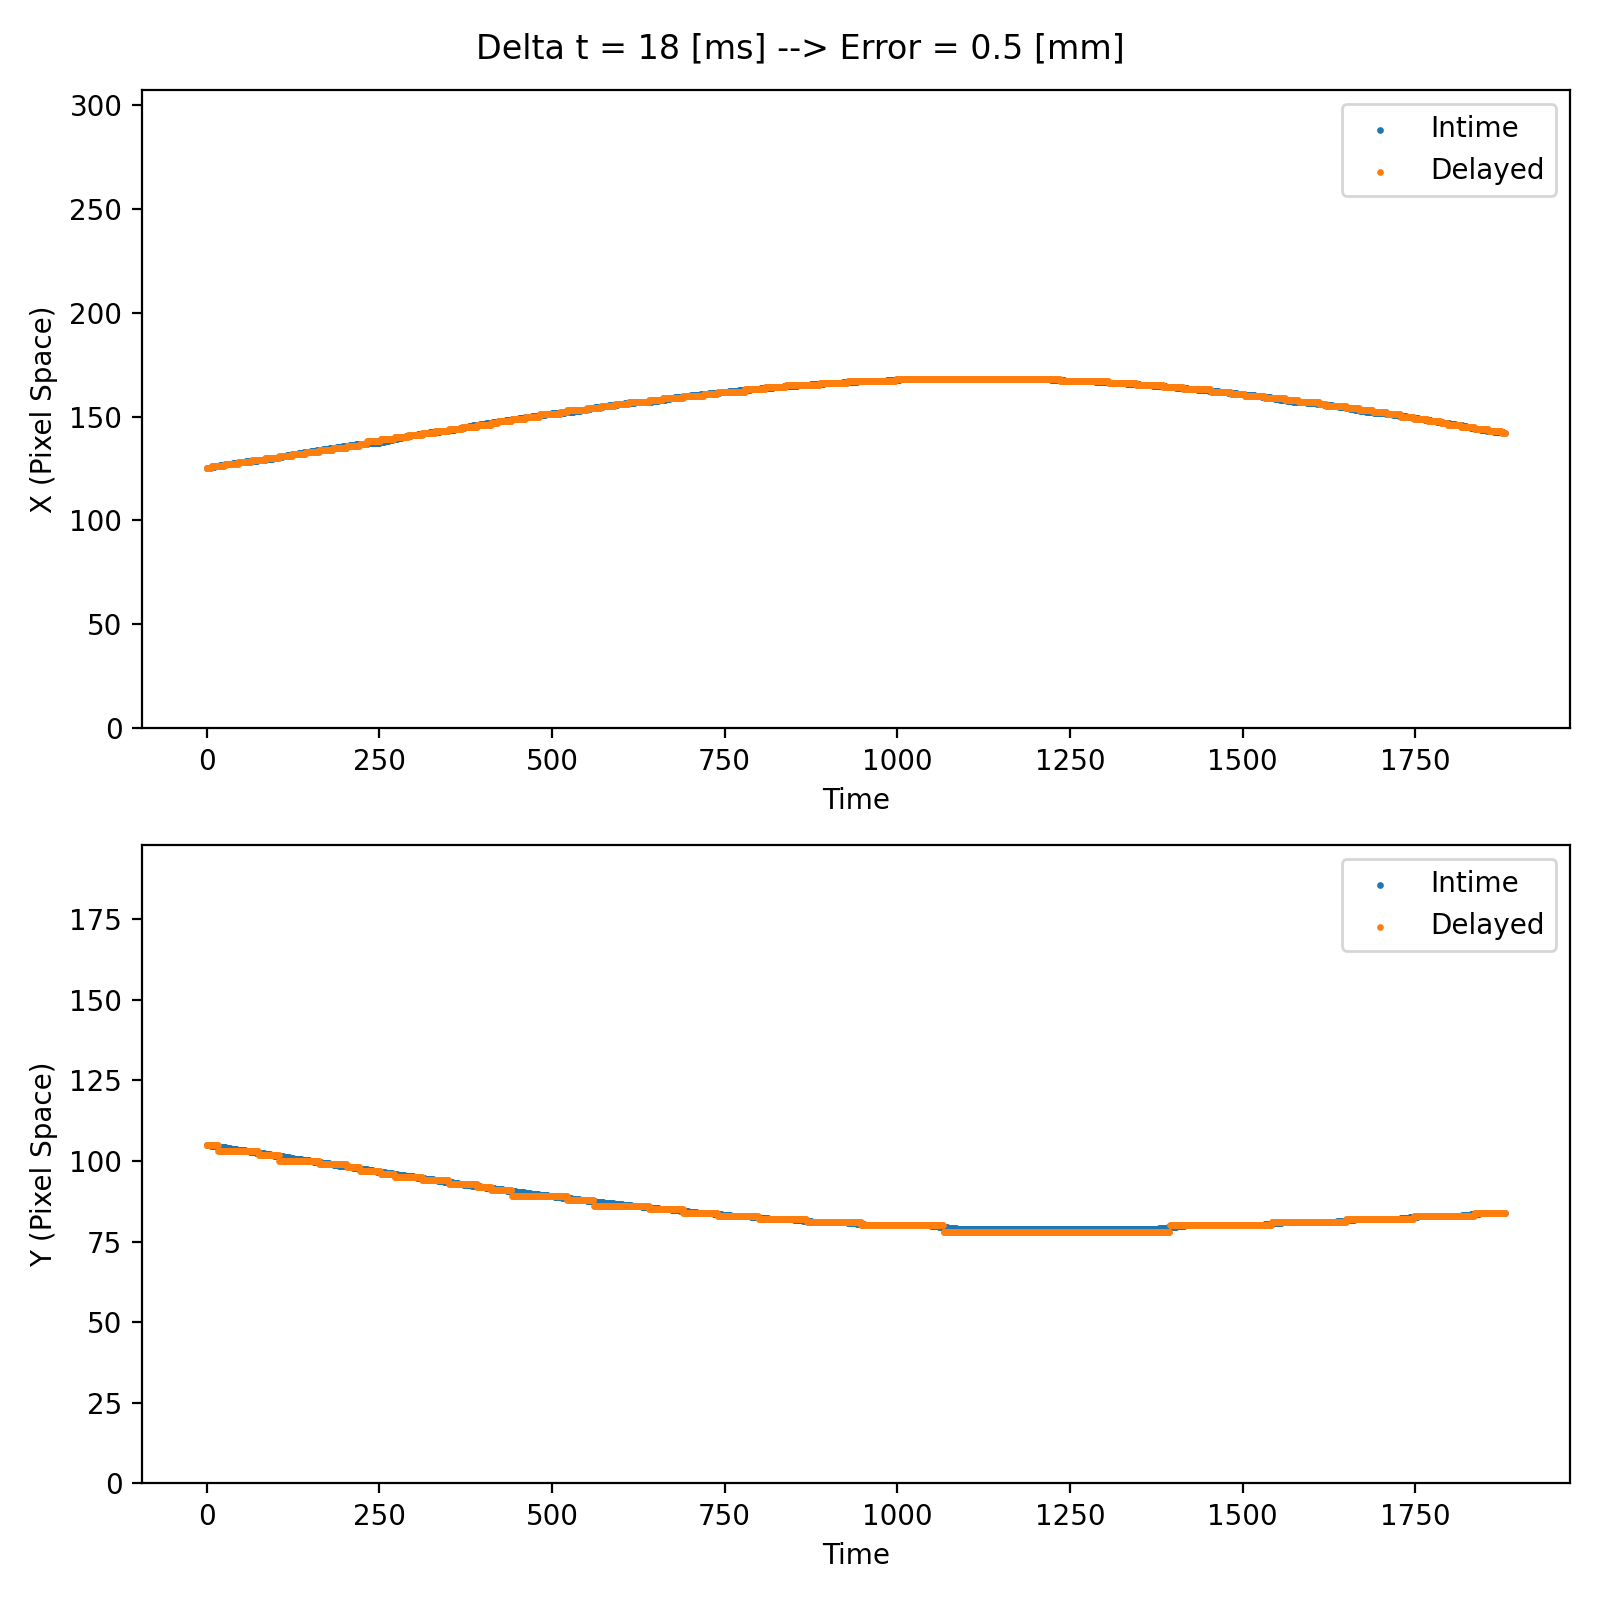 Delta t = 18 [ms] --> Error = 0.5 [mm]
300
250
200
150
100
50
0
X (Pixel Space)
Intime
Delayed
0 250 500 750 1000 1250 1500 1750
Time
175
150
125
100
75
50
25
0
Y (Pixel Space)
Intime
Delayed
0 250 500 750 1000 1250 1500 1750
Time